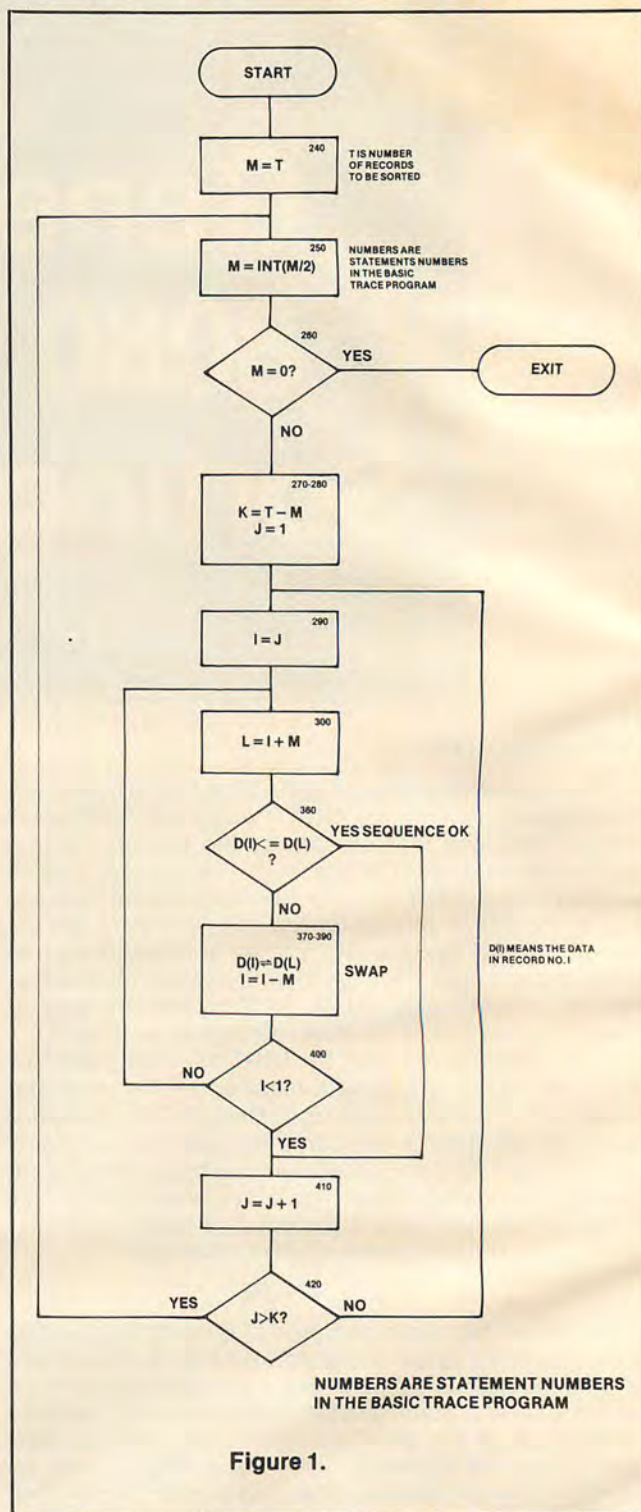 START
240
M = T
T IS NUMBER
OF RECORDS
TO BE SORTED
250
M = INT(M/2)
NUMBERS ARE
STATEMENTS NUMBERS
IN THE BASIC
TRACE PROGRAM
260
M = 0?
YES
EXIT
NO
270-280
K = T − M
J = 1
290
I = J
300
L = I + M
360
D(I)< = D(L)
?
YES SEQUENCE OK
NO
370-390
D(I)⇌D(L)
I = I − M
SWAP
D(I) MEANS THE DATA
IN RECORD NO. I
400
I<1?
NO
YES
410
J = J + 1
420
J>K?
YES
NO
NUMBERS ARE STATEMENT NUMBERS
IN THE BASIC TRACE PROGRAM
Figure 1.